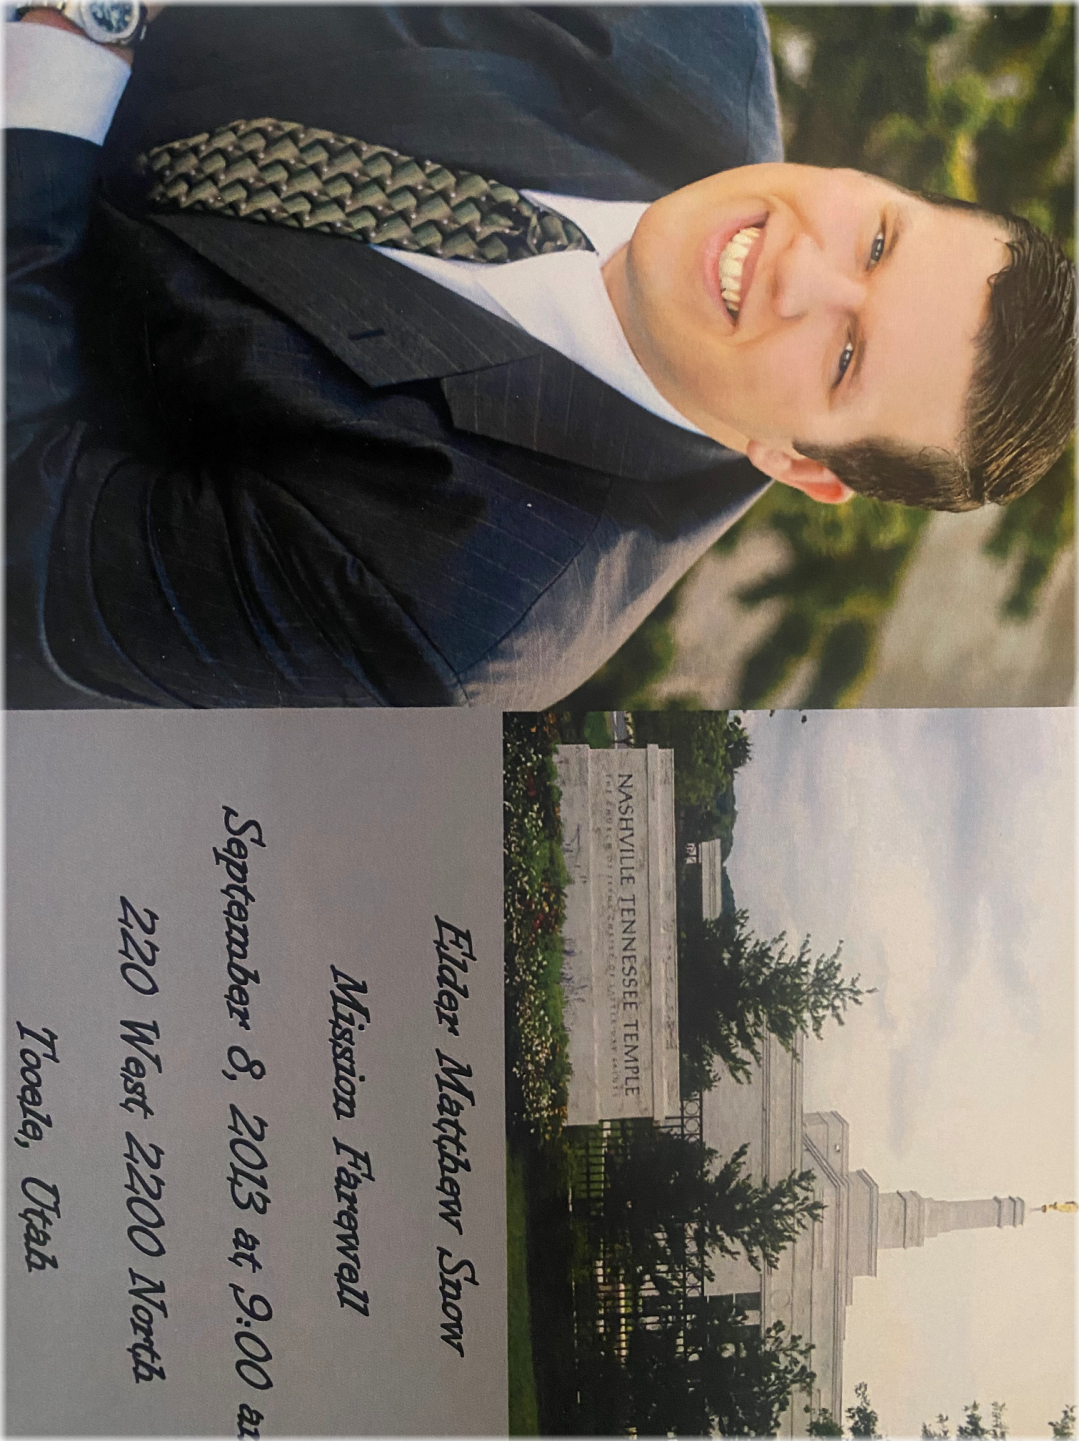 NASHVILLE TENNESSEE TEMPLE
THE CHURCH OF JESUS CHRIST OF LATTER-DAY SAINTS
Elder Matthew Snow
Mission Farewell
September 8, 2013 at 9:00 a
220 West 2200 North
Tooele, Utah